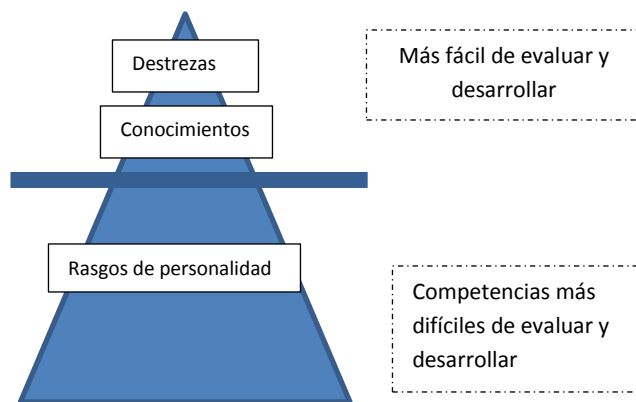 Destrezas
Conocimientos
Rasgos de personalidad
Más fácil de evaluar y
desarrollar
Competencias más
difíciles de evaluar y
desarrollar